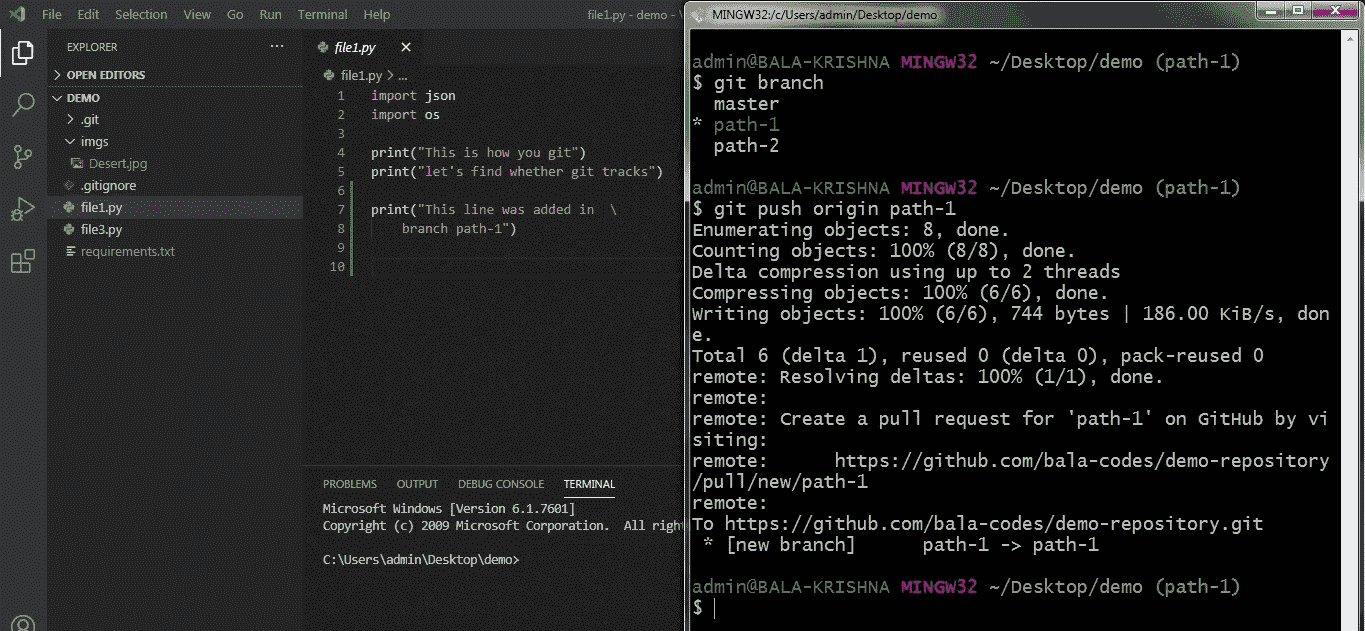 File Edit Selection View Go Run Terminal Help file1.py - demo -
EXPLORER ...
OPEN EDITORS
DEMO
.git
imgs
Desert.jpg
.gitignore
file1.py
file3.py
requirements.txt
file1.py
file1.py > ...
1 import json
2 import os
3
4 print("This is how you git")
5 print("let's find whether git tracks")
6
7 print("This line was added in \
8 branch path-1")
9
10
PROBLEMS OUTPUT DEBUG CONSOLE TERMINAL
Microsoft Windows [Version 6.1.7601]
Copyright (c) 2009 Microsoft Corporation. All righ
C:\Users\admin\Desktop\demo>
MINGW32:/c/Users/admin/Desktop/demo
admin@BALA-KRISHNA MINGW32 ~/Desktop/demo (path-1)
$ git branch
master
* path-1
path-2
admin@BALA-KRISHNA MINGW32 ~/Desktop/demo (path-1)
$ git push origin path-1
Enumerating objects: 8, done.
Counting objects: 100% (8/8), done.
Delta compression using up to 2 threads
Compressing objects: 100% (6/6), done.
Writing objects: 100% (6/6), 744 bytes | 186.00 KiB/s, don
e.
Total 6 (delta 1), reused 0 (delta 0), pack-reused 0
remote: Resolving deltas: 100% (1/1), done.
remote:
remote: Create a pull request for 'path-1' on GitHub by vi
siting:
remote: https://github.com/bala-codes/demo-repository
/pull/new/path-1
remote:
To https://github.com/bala-codes/demo-repository.git
* [new branch] path-1 -> path-1
admin@BALA-KRISHNA MINGW32 ~/Desktop/demo (path-1)
$